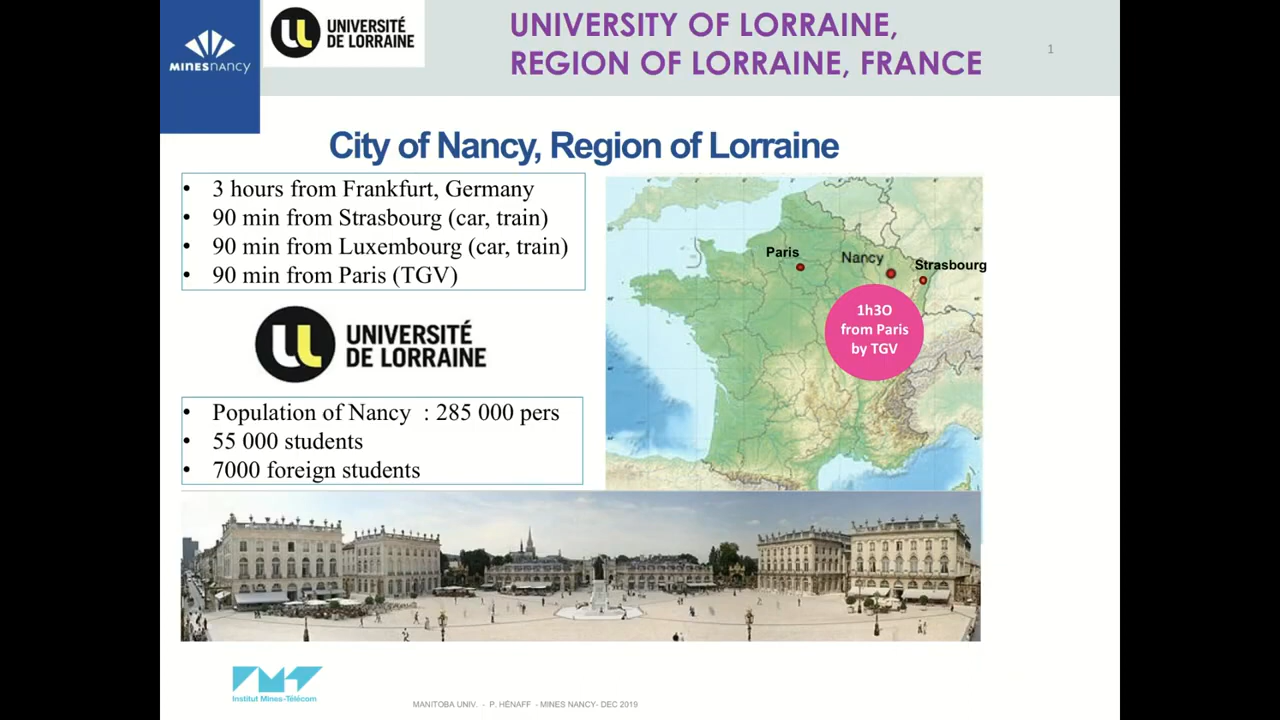 MINESNANCY
UNIVERSITÉ
DE LORRAINE
UNIVERSITY OF LORRAINE,
REGION OF LORRAINE, FRANCE
1
City of Nancy, Region of Lorraine
• 3 hours from Frankfurt, Germany
• 90 min from Strasbourg (car, train)
• 90 min from Luxembourg (car, train)
• 90 min from Paris (TGV)
Paris
Nancy
Strasbourg
1h3O
from Paris
by TGV
UNIVERSITÉ
DE LORRAINE
• Population of Nancy : 285 000 pers
• 55 000 students
• 7000 foreign students
Institut Mines-Télécom
MANITOBA UNIV. - P. HÉNAFF - MINES NANCY- DEC 2019